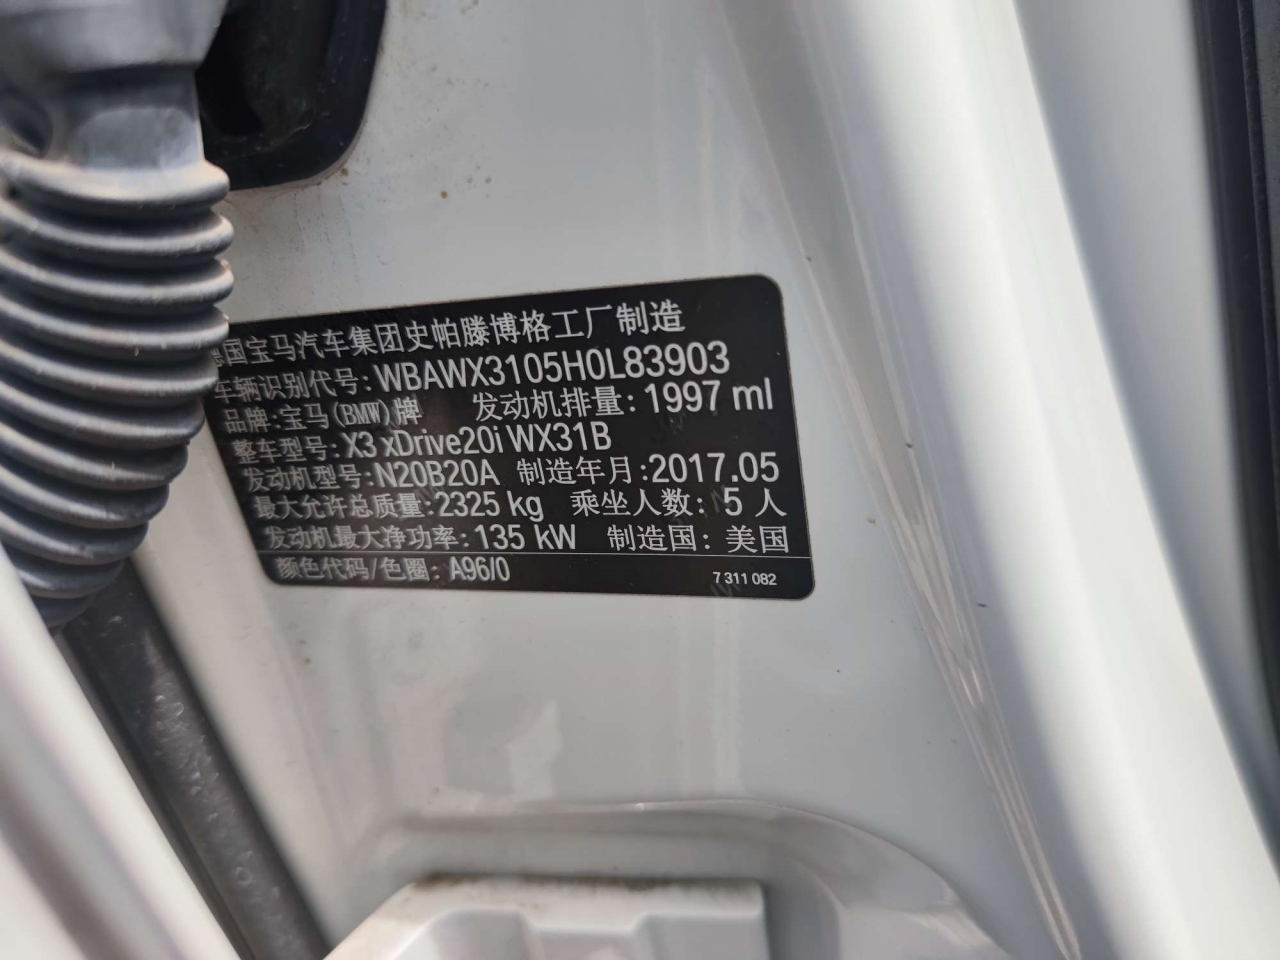 德国宝马汽车集团史帕滕博格工厂制造
车辆识别代号: WBAWX3105H0L83903
品牌: 宝马(BMW)牌 发动机排量: 1997 ml
整车型号: X3 xDrive20i WX31B
发动机型号: N20B20A 制造年月: 2017.05
最大允许总质量: 2325 kg 乘坐人数: 5 人
发动机最大净功率: 135 kW 制造国: 美国
颜色代码/色圈: A96/0 7 311 082